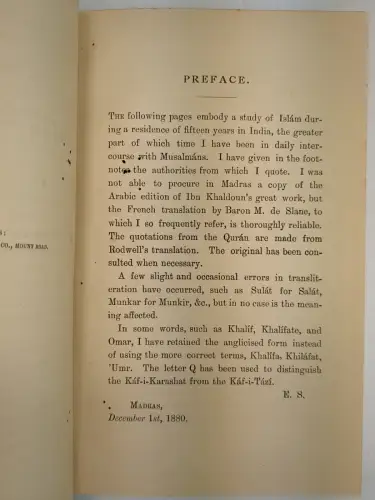 PREFACE.
THE following pages embody a study of Islám dur-
ing a residence of fifteen years in India, the greater
part of which time I have been in daily inter-
course with Musalmáns. I have given in the foot-
notes the authorities from which I quote. I was
not able to procure in Madras a copy of the
Arabic edition of Ibn Khaldoun's great work, but
the French translation by Baron M. de Slane, to
which I so frequently refer, is thoroughly reliable.
The quotations from the Qurán are made from
Rodwell's translation. The original has been con-
sulted when necessary.
A few slight and occasional errors in translit-
eration have occurred, such as Sulát for Salát,
Munkar for Munkir, &c., but in no case is the mean-
ing affected.
In some words, such as Khalíf, Khalífate, and
Omar, I have retained the anglicised form instead
of using the more correct terms, Khalífa, Khiláfat,
'Umr. The letter Q has been used to distinguish
the Káf-i-Karashat from the Káf-i-Tází.
E. S.
MADRAS,
December 1st, 1880.
CO., MOUNT ROAD.